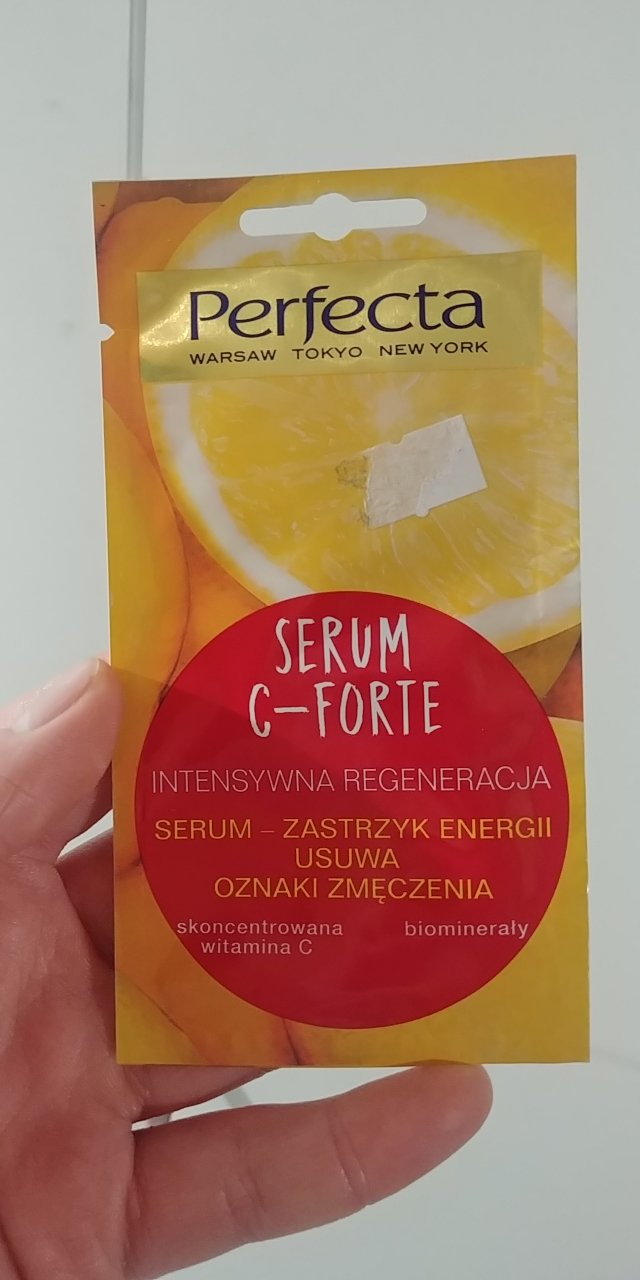 Perfecta
WARSAW TOKYO NEW YORK
SERUM
C-FORTE
INTENSYWNA REGENERACJA
SERUM – ZASTRZYK ENERGII
USUWA
OZNAKI ZMĘCZENIA
skoncentrowana
witamina C
biominerały